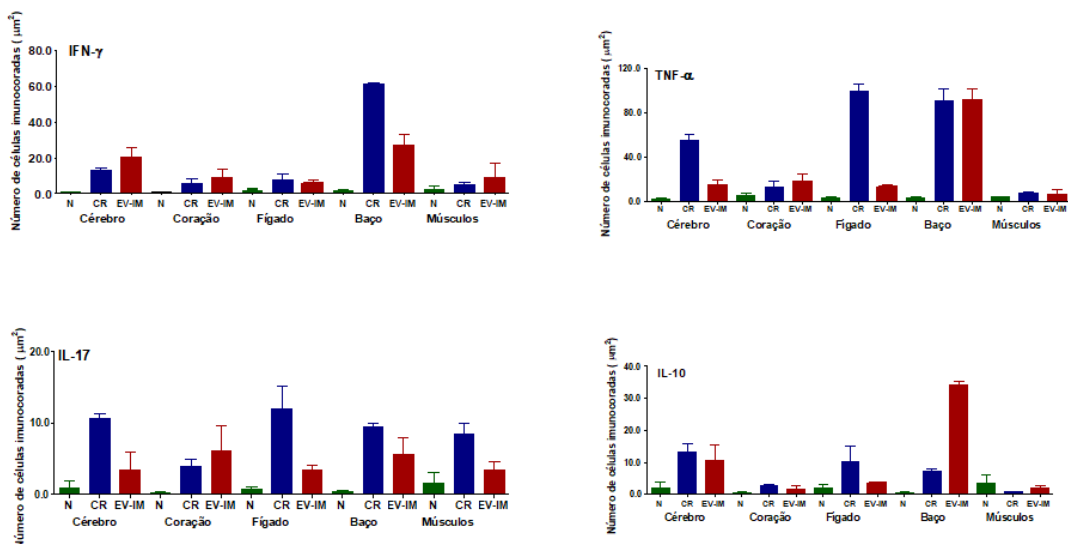 IFN-γ
Número de células imunocoradas ( μm²)
80.0
60.0
40.0
20.0
0.0
N CR EV-IM N CR EV-IM N CR EV-IM N CR EV-IM N CR EV-IM
Cérebro Coração Fígado Baço Músculos
TNF-α
Número de células imunocoradas ( μm²)
120.0
80.0
40.0
0.0
N CR EV-IM N CR EV-IM N CR EV-IM N CR EV-IM N CR EV-IM
Cérebro Coração Fígado Baço Músculos
IL-17
Número de células imunocoradas ( μm²)
20.0
10.0
0.0
N CR EV-IM N CR EV-IM N CR EV-IM N CR EV-IM N CR EV-IM
Cérebro Coração Fígado Baço Músculos
IL-10
Número de células imunocoradas ( μm²)
40.0
30.0
20.0
10.0
0.0
N CR EV-IM N CR EV-IM N CR EV-IM N CR EV-IM N CR EV-IM
Cérebro Coração Fígado Baço Músculos